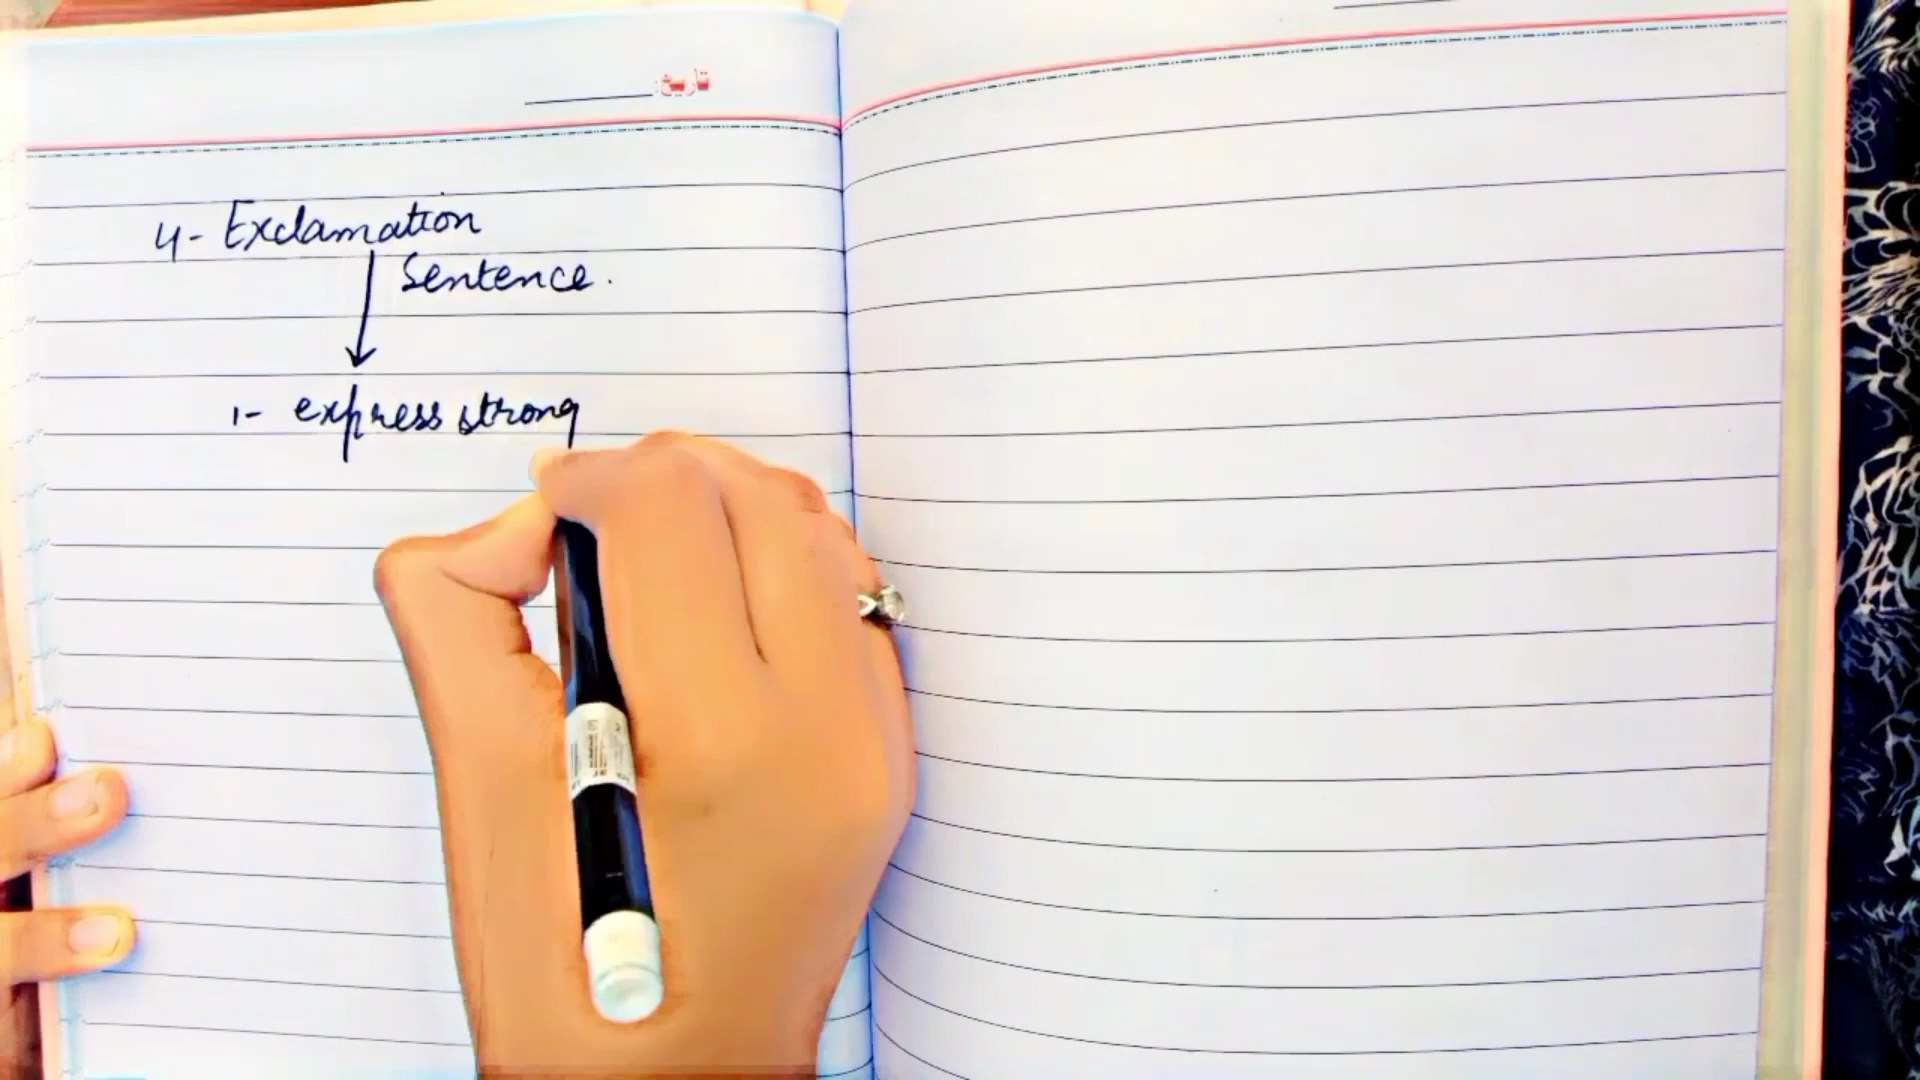 تاریخ:
4- Exclamation
Sentence.
1- express strong